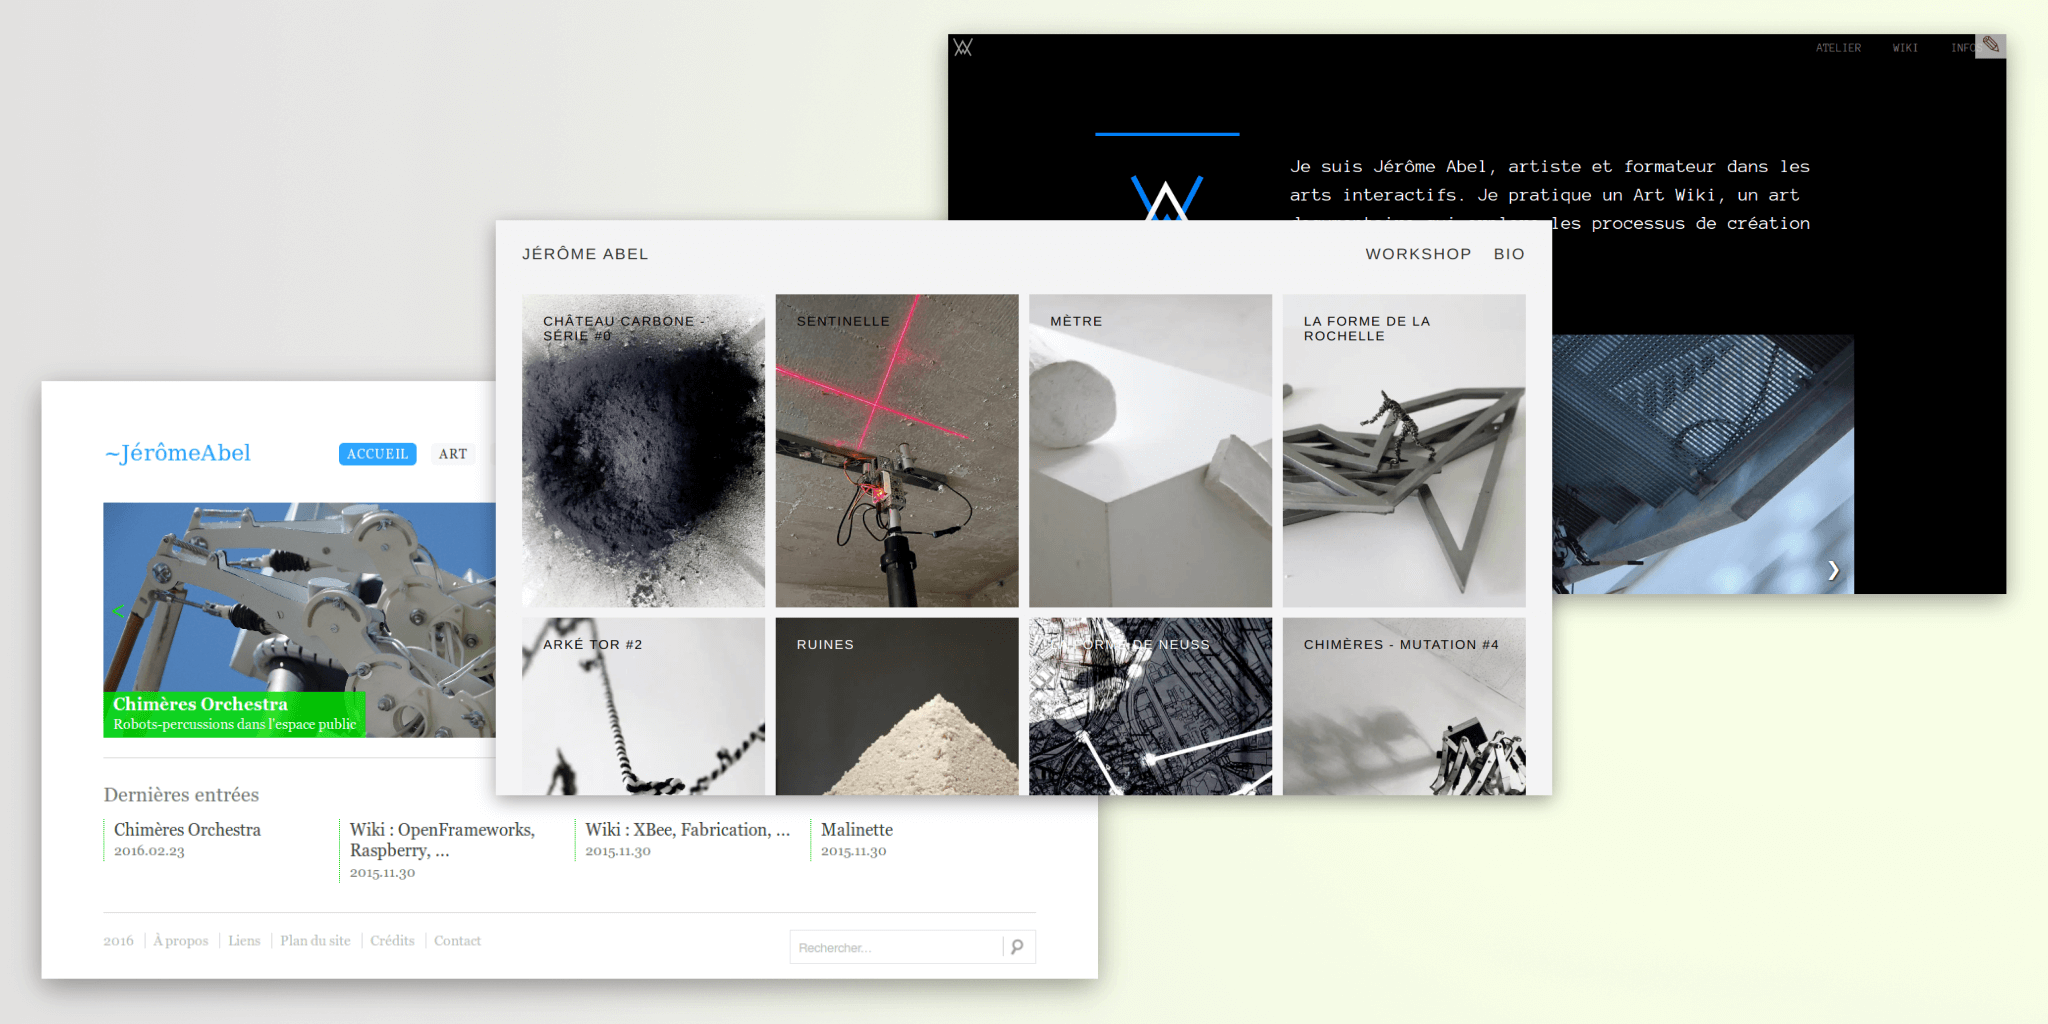 ATELIER WIKI INFOS
Je suis Jérôme Abel, artiste et formateur dans les
arts interactifs. Je pratique un Art Wiki, un art
les processus de création
JÉRÔME ABEL
WORKSHOP BIO
CHÂTEAU CARBONE -
SÉRIE #0
SENTINELLE
MÈTRE
LA FORME DE LA
ROCHELLE
ARKÉ TOR #2
RUINES
DE NEUSS
CHIMÈRES - MUTATION #4
~JérômeAbel
ACCUEIL ART
<
Chimères Orchestra
Robots-percussions dans l'espace public
Dernières entrées
Chimères Orchestra
2016.02.23
Wiki : OpenFrameworks,
Raspberry, ...
2015.11.30
Wiki : XBee, Fabrication, ...
2015.11.30
Malinette
2015.11.30
2016 | À propos | Liens | Plan du site | Crédits | Contact
Rechercher...